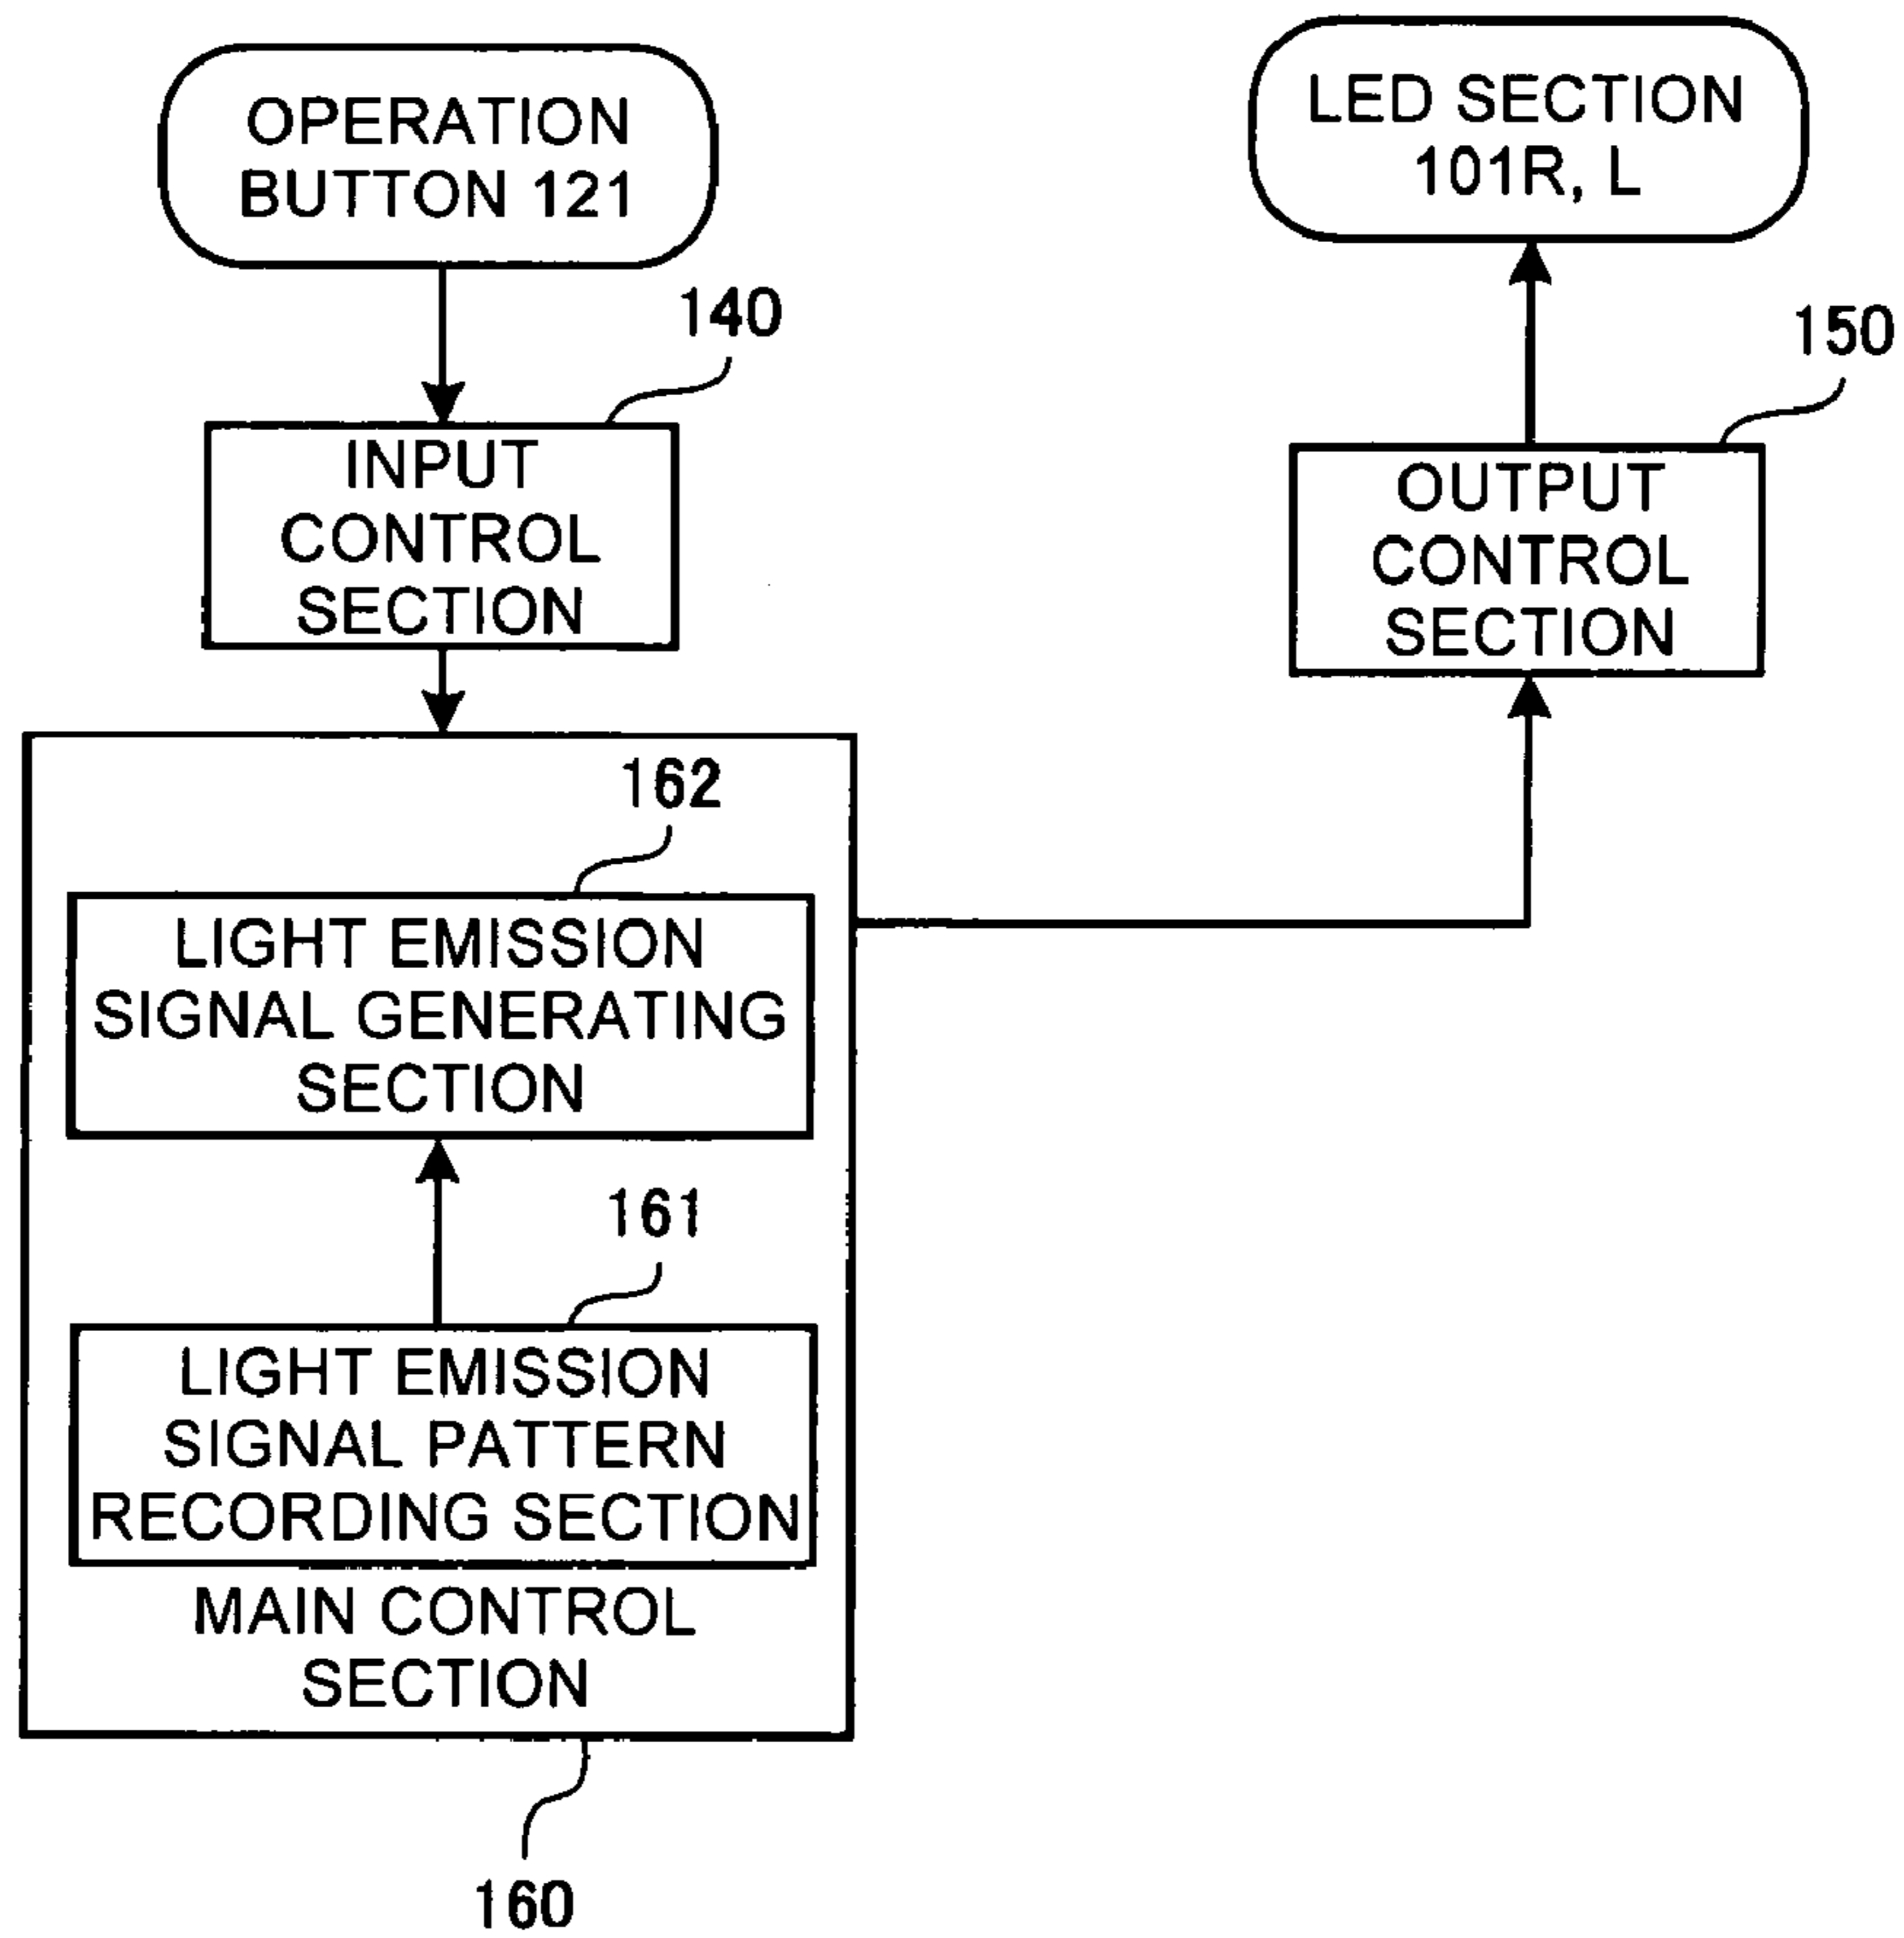 OPERATION
BUTTON 121
140
INPUT
CONTROL
SECTION
LED SECTION
101R, L
150
OUTPUT
CONTROL
SECTION
162
LIGHT EMISSION
SIGNAL GENERATING
SECTION
161
LIGHT EMISSION
SIGNAL PATTERN
RECORDING SECTION
MAIN CONTROL
SECTION
160